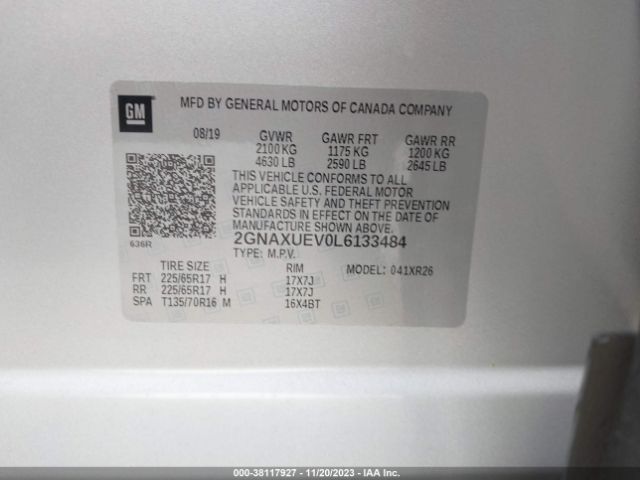 GM
MFD BY GENERAL MOTORS OF CANADA COMPANY
08/19 GVWR GAWR FRT GAWR RR
2100 KG 1175 KG 1200 KG
4630 LB 2590 LB 2645 LB
THIS VEHICLE CONFORMS TO ALL
APPLICABLE U.S. FEDERAL MOTOR
VEHICLE SAFETY AND THEFT PREVENTION
STANDARDS IN EFFECT ON THE DATE OF
MANUFACTURE SHOWN ABOVE.
636R
2GNAXUEV0L6133484
TYPE: M.P.V.
TIRE SIZE RIM MODEL: 041XR26
FRT 225/65R17 H 17X7J
RR 225/65R17 H 17X7J
SPA T135/70R16 M 16X4BT
000-38117927 - 11/20/2023 - IAA Inc.